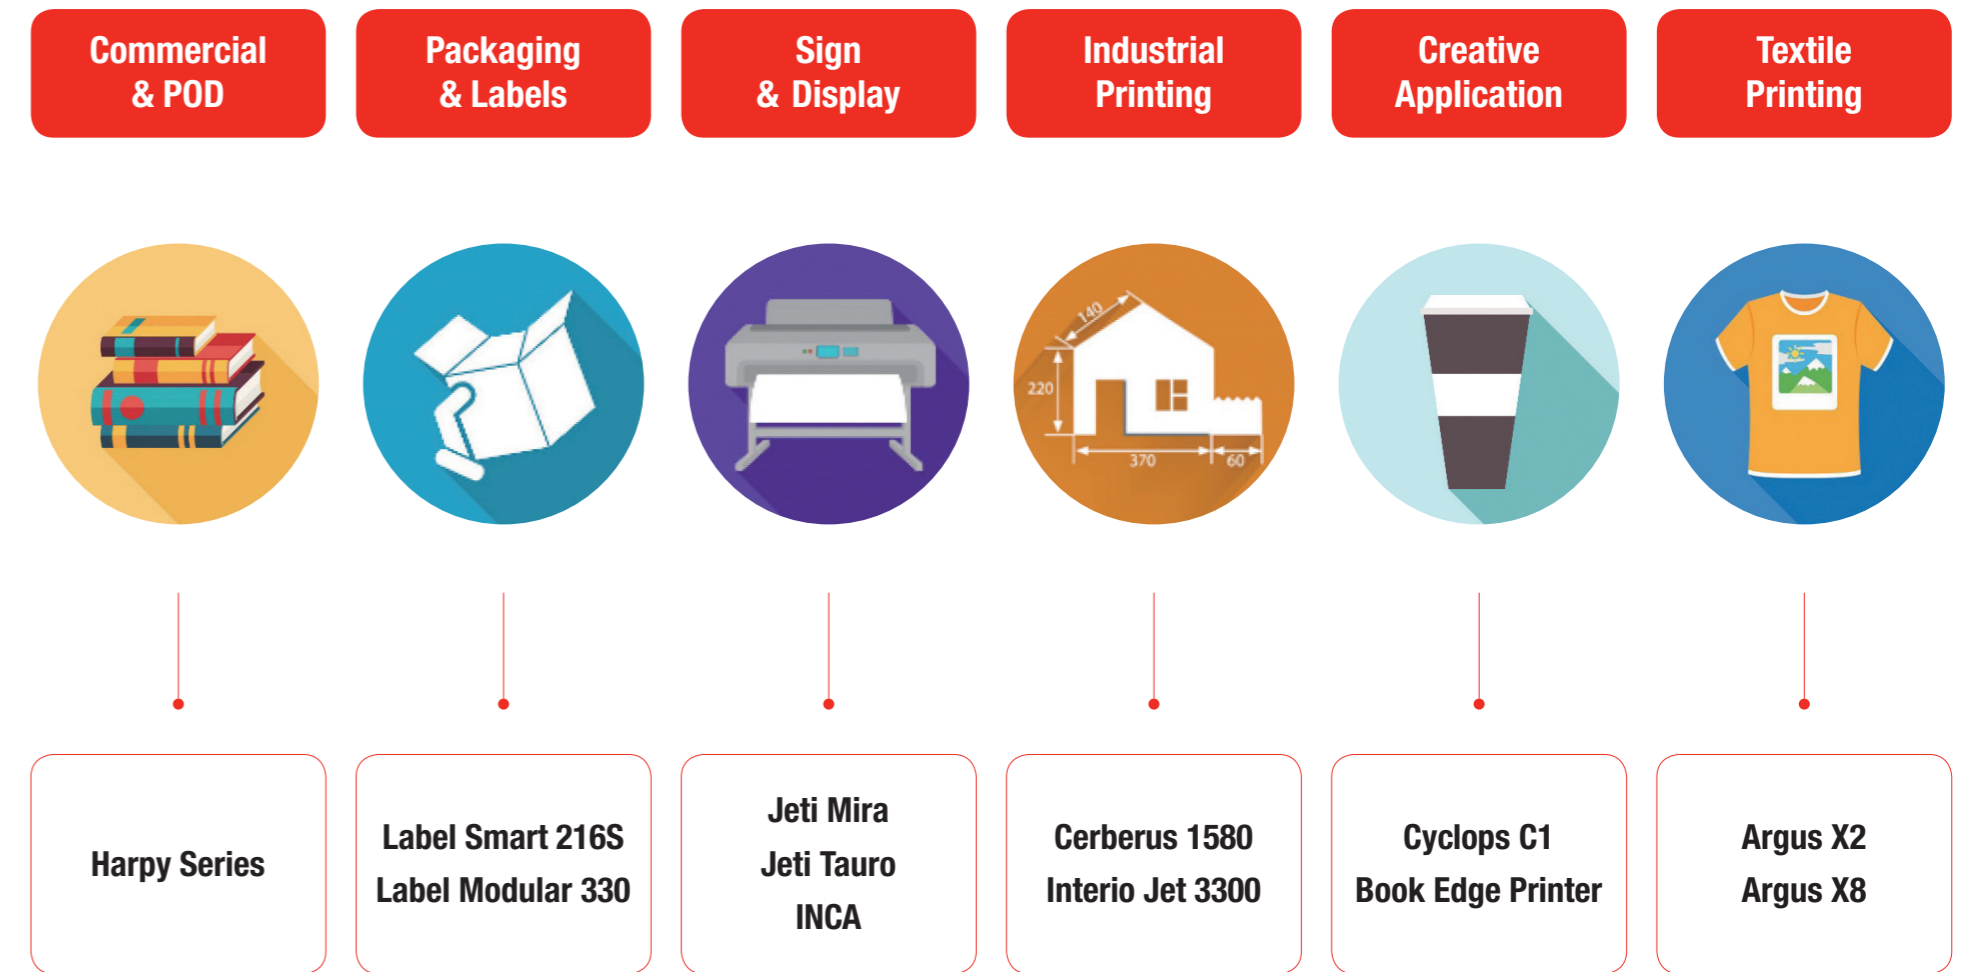 Commercial
& POD
Packaging
& Labels
Sign
& Display
Industrial
Printing
Creative
Application
Textile
Printing
140
220
370
60
Harpy Series
Label Smart 216S
Label Modular 330
Jeti Mira
Jeti Tauro
INCA
Cerberus 1580
Interio Jet 3300
Cyclops C1
Book Edge Printer
Argus X2
Argus X8